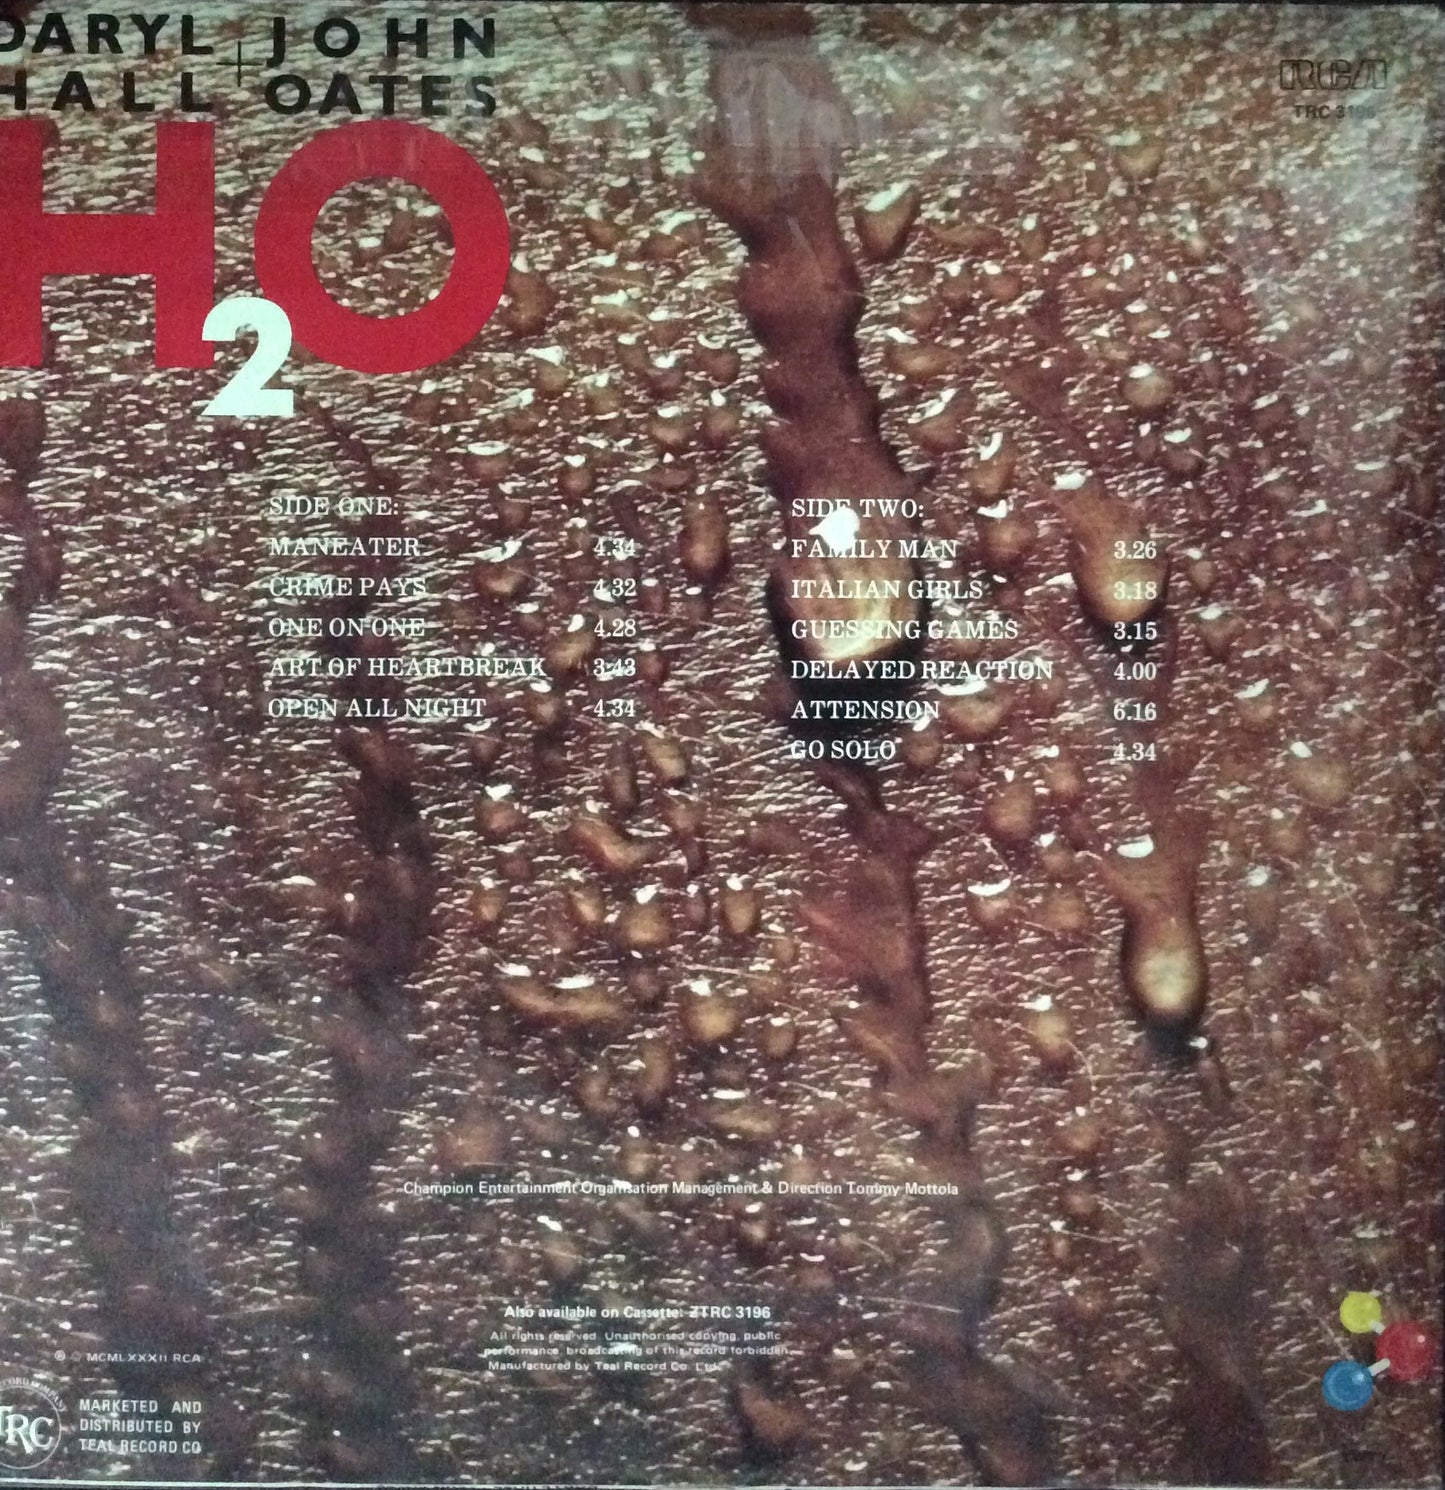 DARYL + JOHN
HALL OATES
H2O
RCA
TRC 3196
SIDE ONE:
MANEATER 4.34
CRIME PAYS 4.32
ONE ON ONE 4.28
ART OF HEARTBREAK 3.43
OPEN ALL NIGHT 4.34
SIDE TWO:
FAMILY MAN 3.26
ITALIAN GIRLS 3.18
GUESSING GAMES 3.15
DELAYED REACTION 4.00
ATTENSION 6.16
GO SOLO 4.34
Champion Entertainment Organisation Management & Direction Tommy Mottola
Also available on Cassette: ZTRC 3196
All rights reserved. Unauthorised copying, public
performance, broadcasting of this record forbidden.
Manufactured by Teal Record Co. Ltd.
℗ © MCMLXXXII RCA
RECORD COMPANY
TRC
MARKETED AND
DISTRIBUTED BY
TEAL RECORD CO